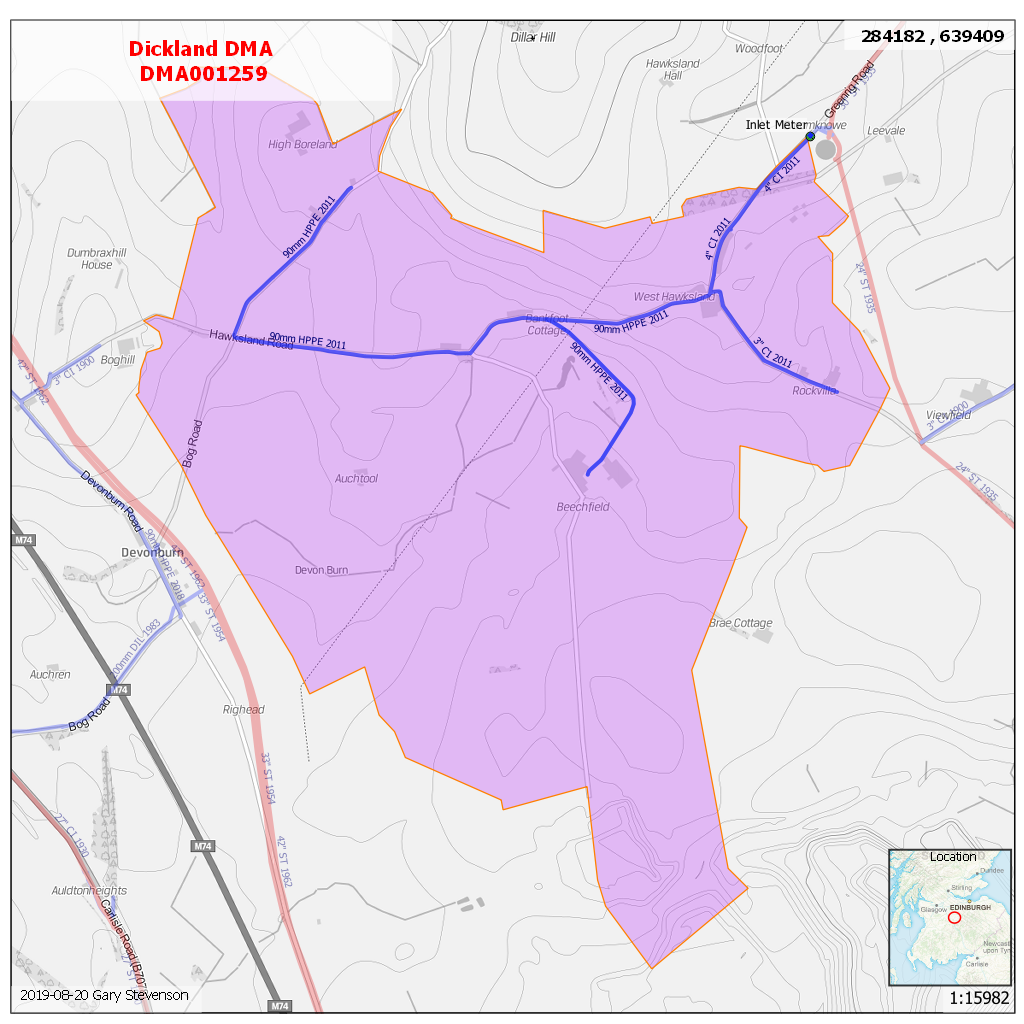 Dickland DMA
DMA001259
284182 , 639409
Dillar Hill
Woodfoot
Hawksland
Hall
Greenrig Road
Inlet Meter
Leevale
High Boreland
4" CI 2011
90mm HPPE 2011
4" CI 2011
Dumbraxhill
House
24" ST 1935
West Hawksland
Bankfoot
Cottage
Hawksland Road
90mm HPPE 2011
90mm HPPE 2011
90mm HPPE 2011
3" CI 2011
Boghill
3" CI 1900
42" ST 1962
Rockvilla
Viewfield
3" CI 1900
Bog Road
Auchtool
24" ST 1935
Beechfield
Devonburn Road
M74
Devonburn
90mm HPPE 2018
42" ST 1962
33" ST 1954
Devon Burn
Brae Cottage
Auchren
M74
Bog Road
Righead
33" ST 1954
27" CI 1930
M74
42" ST 1962
Auldtonheights
Carlisle Road (B707
Location
Dundee
Stirling
EDINBURGH
Glasgow
Newcastle
upon Tyn
Carlisle
2019-08-20 Gary Stevenson
M74
1:15982